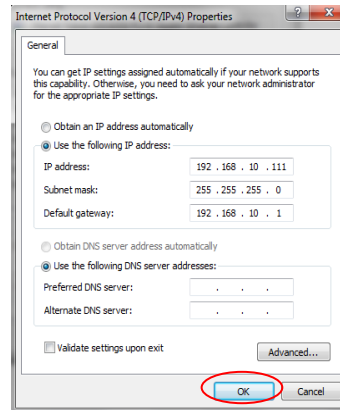 Internet Protocol Version 4 (TCP/IPv4) Properties
General
You can get IP settings assigned automatically if your network supports
this capability. Otherwise, you need to ask your network administrator
for the appropriate IP settings.
Obtain an IP address automatically
Use the following IP address:
IP address: 192 . 168 . 10 . 111
Subnet mask: 255 . 255 . 255 . 0
Default gateway: 192 . 168 . 10 . 1
Obtain DNS server address automatically
Use the following DNS server addresses:
Preferred DNS server: . . .
Alternate DNS server: . . .
Validate settings upon exit
Advanced...
OK Cancel